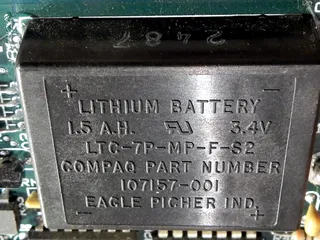 LITHIUM BATTERY
1.5 A.H. 3.4V
LTC-7P-MP-F-S2
COMPAQ PART NUMBER
107157-001
EAGLE PICHER IND.